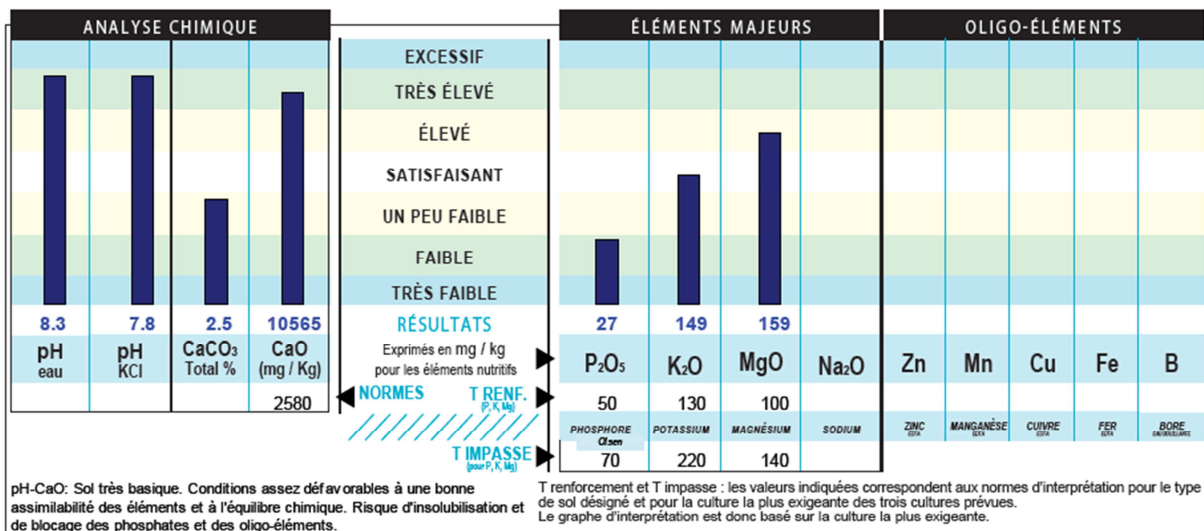 ANALYSE CHIMIQUE
ÉLÉMENTS MAJEURS
OLIGO-ÉLÉMENTS
EXCESSIF
TRÈS ÉLEVÉ
ÉLEVÉ
SATISFAISANT
UN PEU FAIBLE
FAIBLE
TRÈS FAIBLE
8.3 7.8 2.5 10565 RÉSULTATS 27 149 159
pH eau
pH KCl
CaCO₃ Total %
CaO (mg / Kg)
Exprimés en mg / kg
pour les éléments nutritifs
P₂O₅ K₂O MgO Na₂O Zn Mn Cu Fe B
2580 NORMES T RENF. 50 130 100
(P, K, Mg)
PHOSPHORE POTASSIUM MAGNÉSIUM SODIUM ZINC MANGANÈSE CUIVRE FER BORE
Olsen EDTA EDTA EDTA EDTA EAU BOUILLANTE
T IMPASSE 70 220 140
(pour P, K, Mg)
pH-CaO: Sol très basique. Conditions assez défavorables à une bonne
assimilabilité des éléments et à l'équilibre chimique. Risque d'insolubilisation et
de blocage des phosphates et des oligo-éléments.
T renforcement et T impasse : les valeurs indiquées correspondent aux normes d'interprétation pour le type
de sol désigné et pour la culture la plus exigeante des trois cultures prévues.
Le graphe d'interprétation est donc basé sur la culture la plus exigeante.